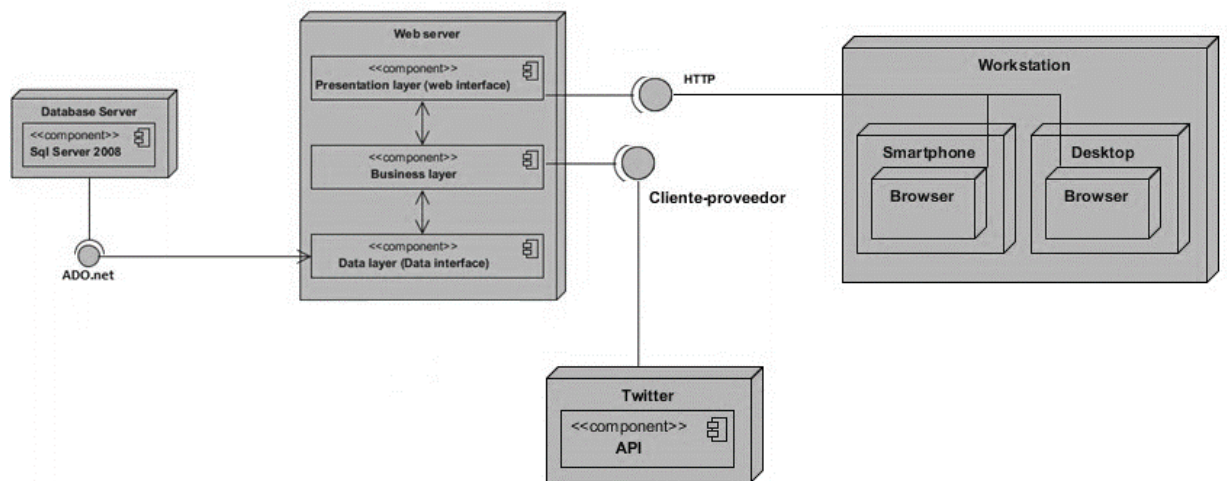 Database Server
<<component>>
Sql Server 2008
ADO.net
Web server
<<component>>
Presentation layer (web interface)
<<component>>
Business layer
<<component>>
Data layer (Data interface)
HTTP
Cliente-proveedor
Workstation
Smartphone
Browser
Desktop
Browser
Twitter
<<component>>
API